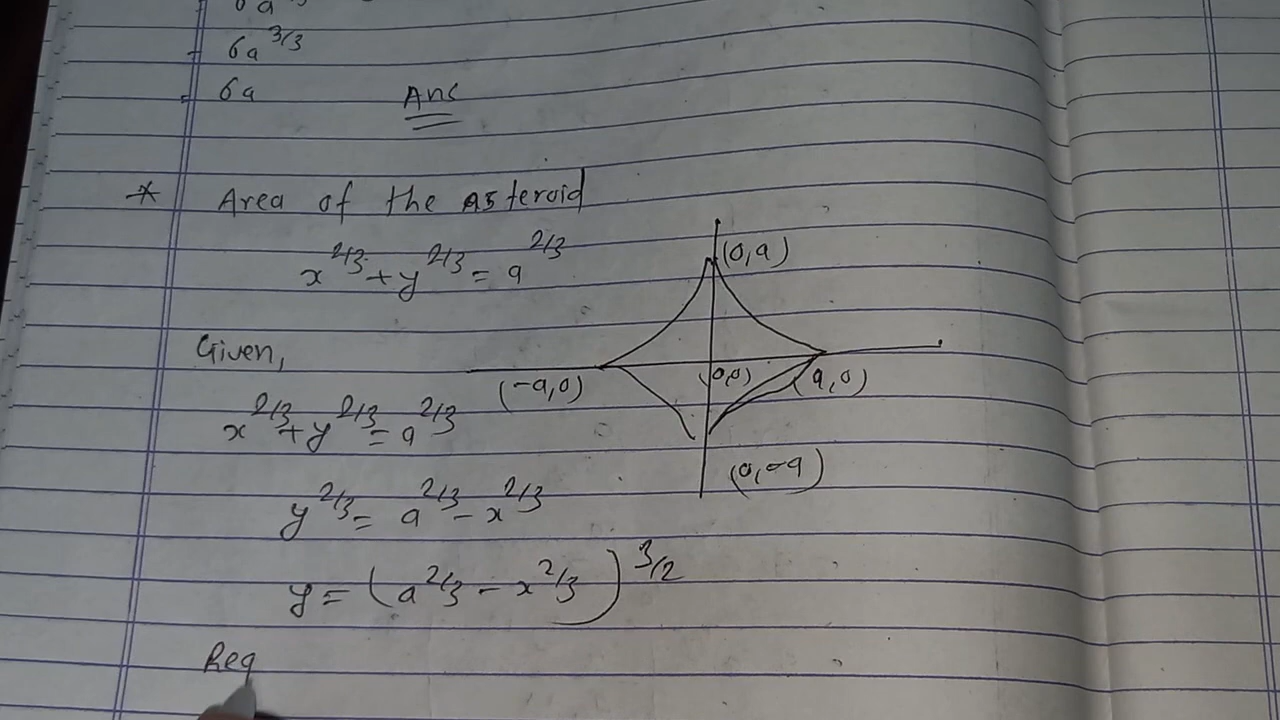 = 6a^3/3
= 6a Ans
* Area of the Asteroid
x^2/3 + y^2/3 = a^2/3
(0,a)
Given,
(-a,0) (0,0) (a,0)
x^2/3 + y^2/3 = a^2/3
(0,-a)
y^2/3 = a^2/3 - x^2/3
y = (a^2/3 - x^2/3)^3/2
Req